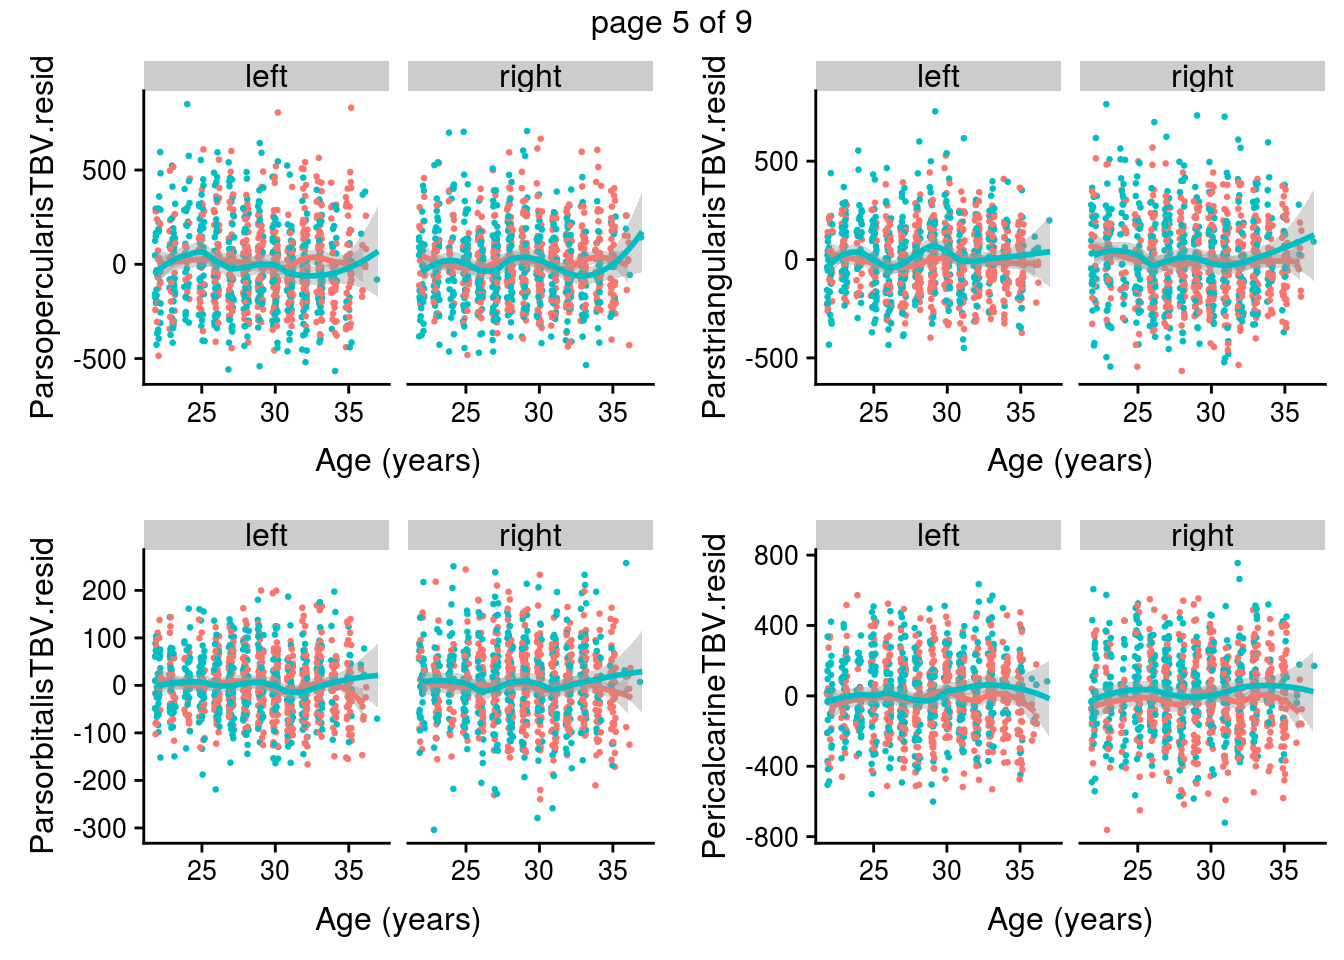 page 5 of 9
left
right
ParsopercularisTBV.resid
500
0
-500
25
30
35
25
30
35
Age (years)
left
right
ParstriangularisTBV.resid
500
0
-500
25
30
35
25
30
35
Age (years)
left
right
ParsorbitalisTBV.resid
200
100
0
-100
-200
-300
25
30
35
25
30
35
Age (years)
left
right
PericalcarineTBV.resid
800
400
0
-400
-800
25
30
35
25
30
35
Age (years)